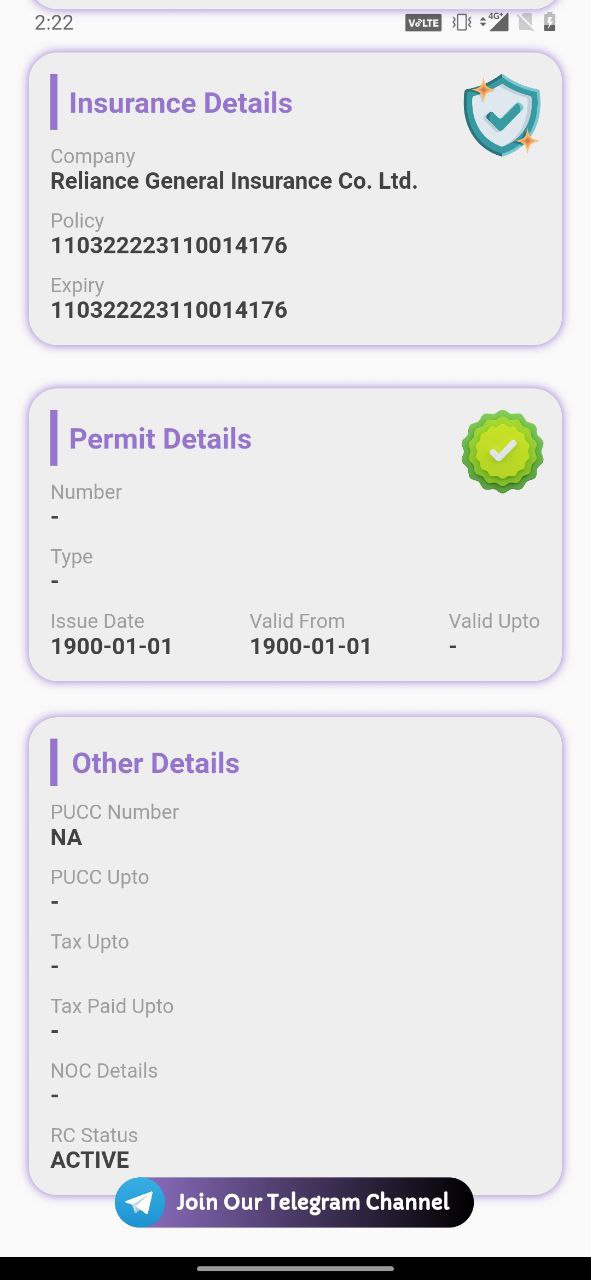 2:22
VoLTE
4G+
Insurance Details
Company
Reliance General Insurance Co. Ltd.
Policy
110322223110014176
Expiry
110322223110014176
Permit Details
Number
-
Type
-
Issue Date Valid From Valid Upto
1900-01-01 1900-01-01 -
Other Details
PUCC Number
NA
PUCC Upto
-
Tax Upto
-
Tax Paid Upto
-
NOC Details
-
RC Status
ACTIVE
Join Our Telegram Channel